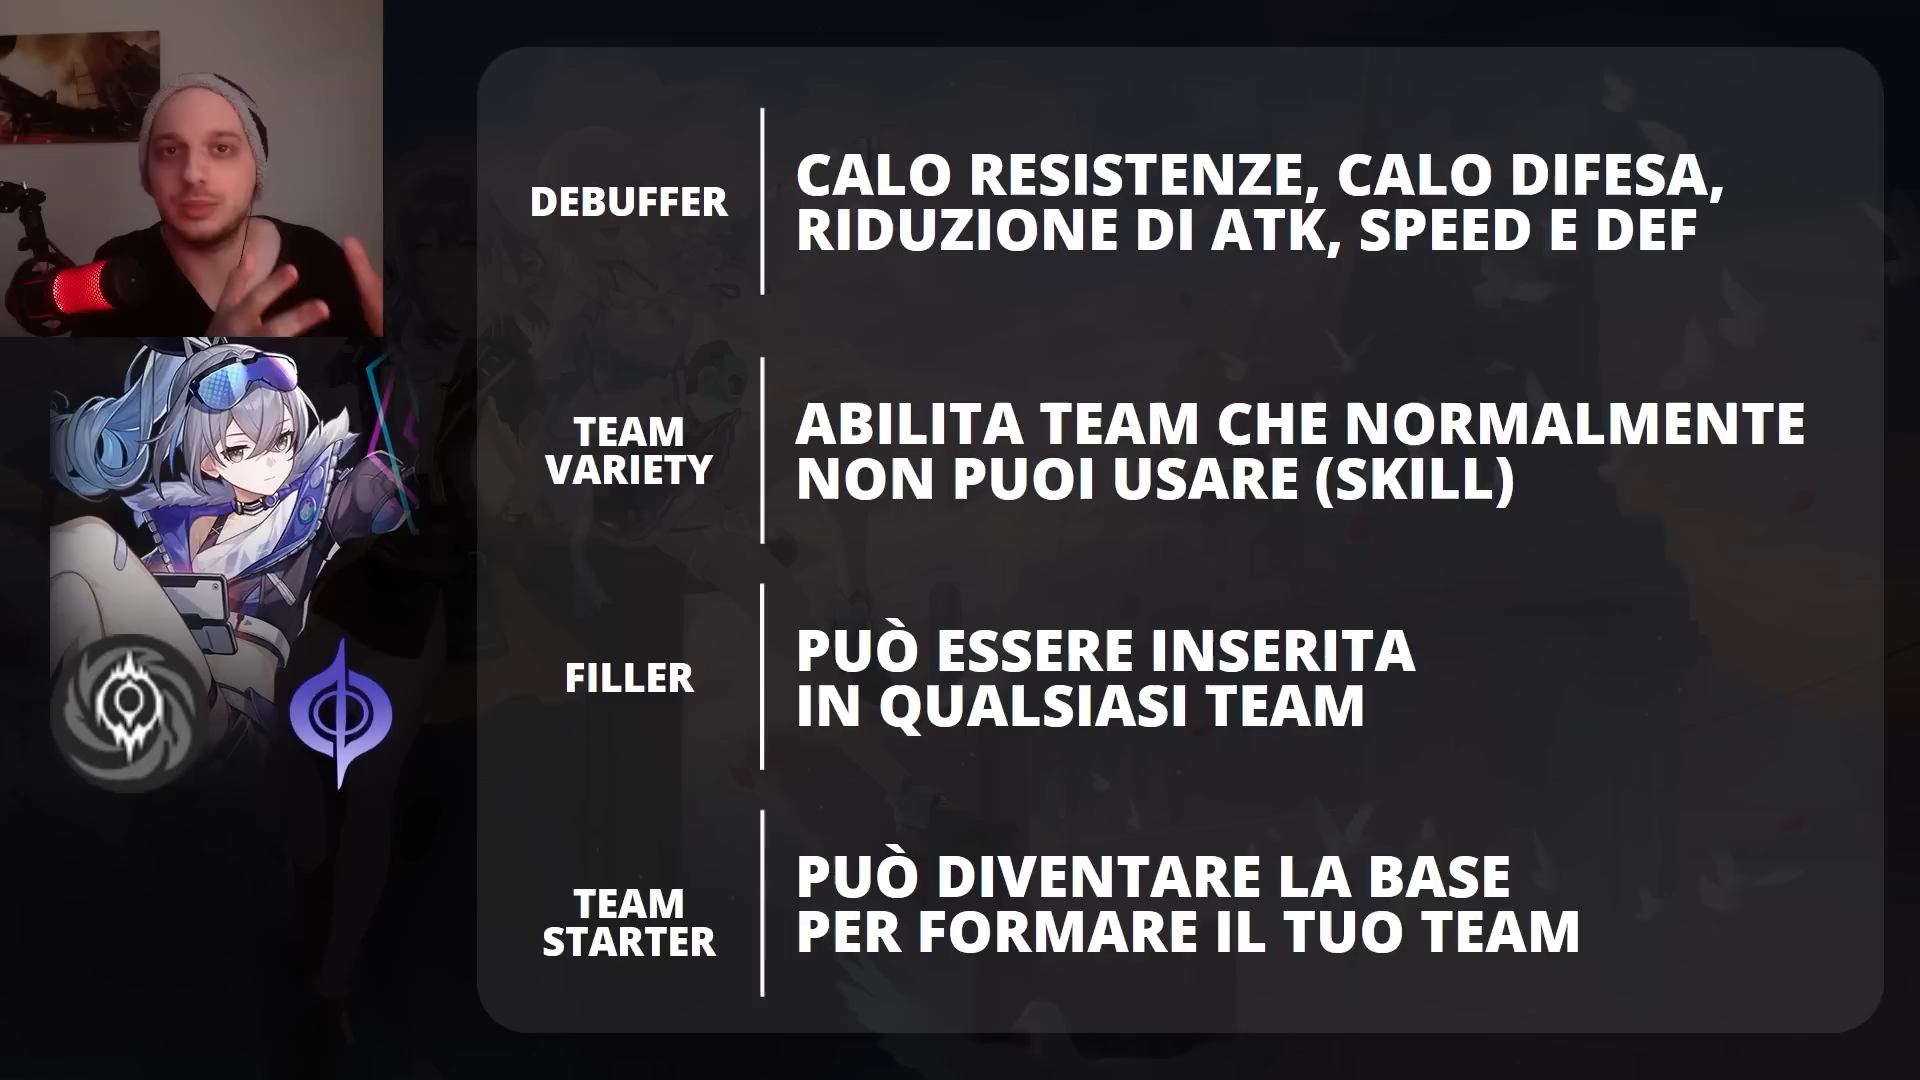 DEBUFFER
CALO RESISTENZE, CALO DIFESA,
RIDUZIONE DI ATK, SPEED E DEF
TEAM
VARIETY
ABILITA TEAM CHE NORMALMENTE
NON PUOI USARE (SKILL)
FILLER
PUÒ ESSERE INSERITA
IN QUALSIASI TEAM
TEAM
STARTER
PUÒ DIVENTARE LA BASE
PER FORMARE IL TUO TEAM